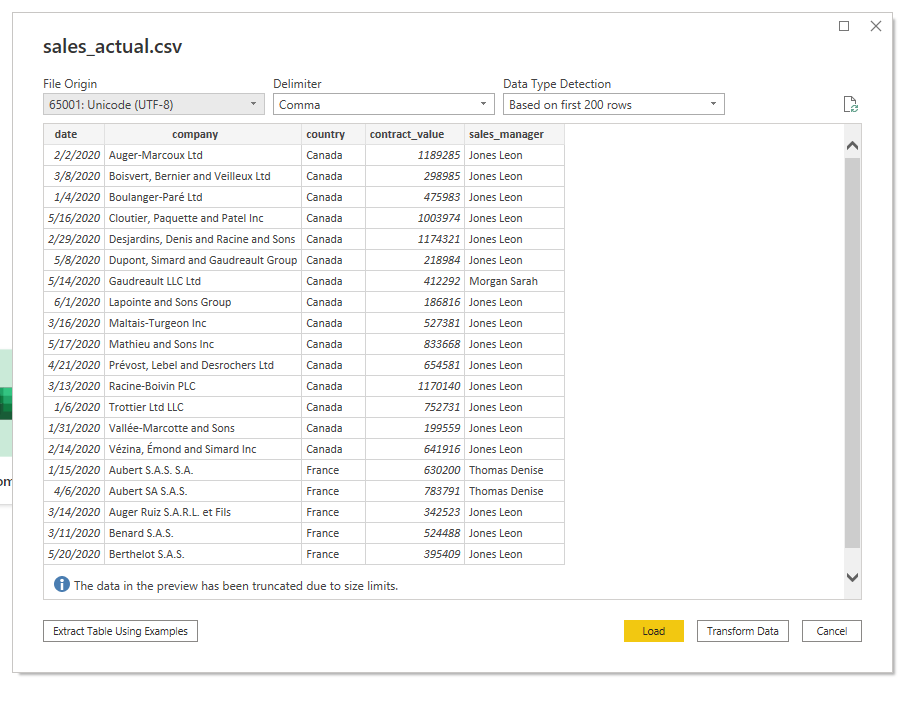 sales_actual.csv
File Origin Delimiter Data Type Detection
65001: Unicode (UTF-8) Comma Based on first 200 rows
date company country contract_value sales_manager
2/2/2020 Auger-Marcoux Ltd Canada 1189285 Jones Leon
3/8/2020 Boisvert, Bernier and Veilleux Ltd Canada 298985 Jones Leon
1/4/2020 Boulanger-Paré Ltd Canada 475983 Jones Leon
5/16/2020 Cloutier, Paquette and Patel Inc Canada 1003974 Jones Leon
2/29/2020 Desjardins, Denis and Racine and Sons Canada 1174321 Jones Leon
5/8/2020 Dupont, Simard and Gaudreault Group Canada 218984 Jones Leon
5/14/2020 Gaudreault LLC Ltd Canada 412292 Morgan Sarah
6/1/2020 Lapointe and Sons Group Canada 186816 Jones Leon
3/16/2020 Maltais-Turgeon Inc Canada 527381 Jones Leon
5/17/2020 Mathieu and Sons Inc Canada 833668 Jones Leon
4/21/2020 Prévost, Lebel and Desrochers Ltd Canada 654581 Jones Leon
3/13/2020 Racine-Boivin PLC Canada 1170140 Jones Leon
1/6/2020 Trottier Ltd LLC Canada 752731 Jones Leon
1/31/2020 Vallée-Marcotte and Sons Canada 199559 Jones Leon
2/14/2020 Vézina, Émond and Simard Inc Canada 641916 Jones Leon
1/15/2020 Aubert S.A.S. S.A. France 630200 Thomas Denise
4/6/2020 Aubert SA S.A.S. France 783791 Thomas Denise
3/14/2020 Auger Ruiz S.A.R.L. et Fils France 342523 Jones Leon
3/11/2020 Benard S.A.S. France 524488 Jones Leon
5/20/2020 Berthelot S.A.S. France 395409 Jones Leon
The data in the preview has been truncated due to size limits.
Extract Table Using Examples Load Transform Data Cancel